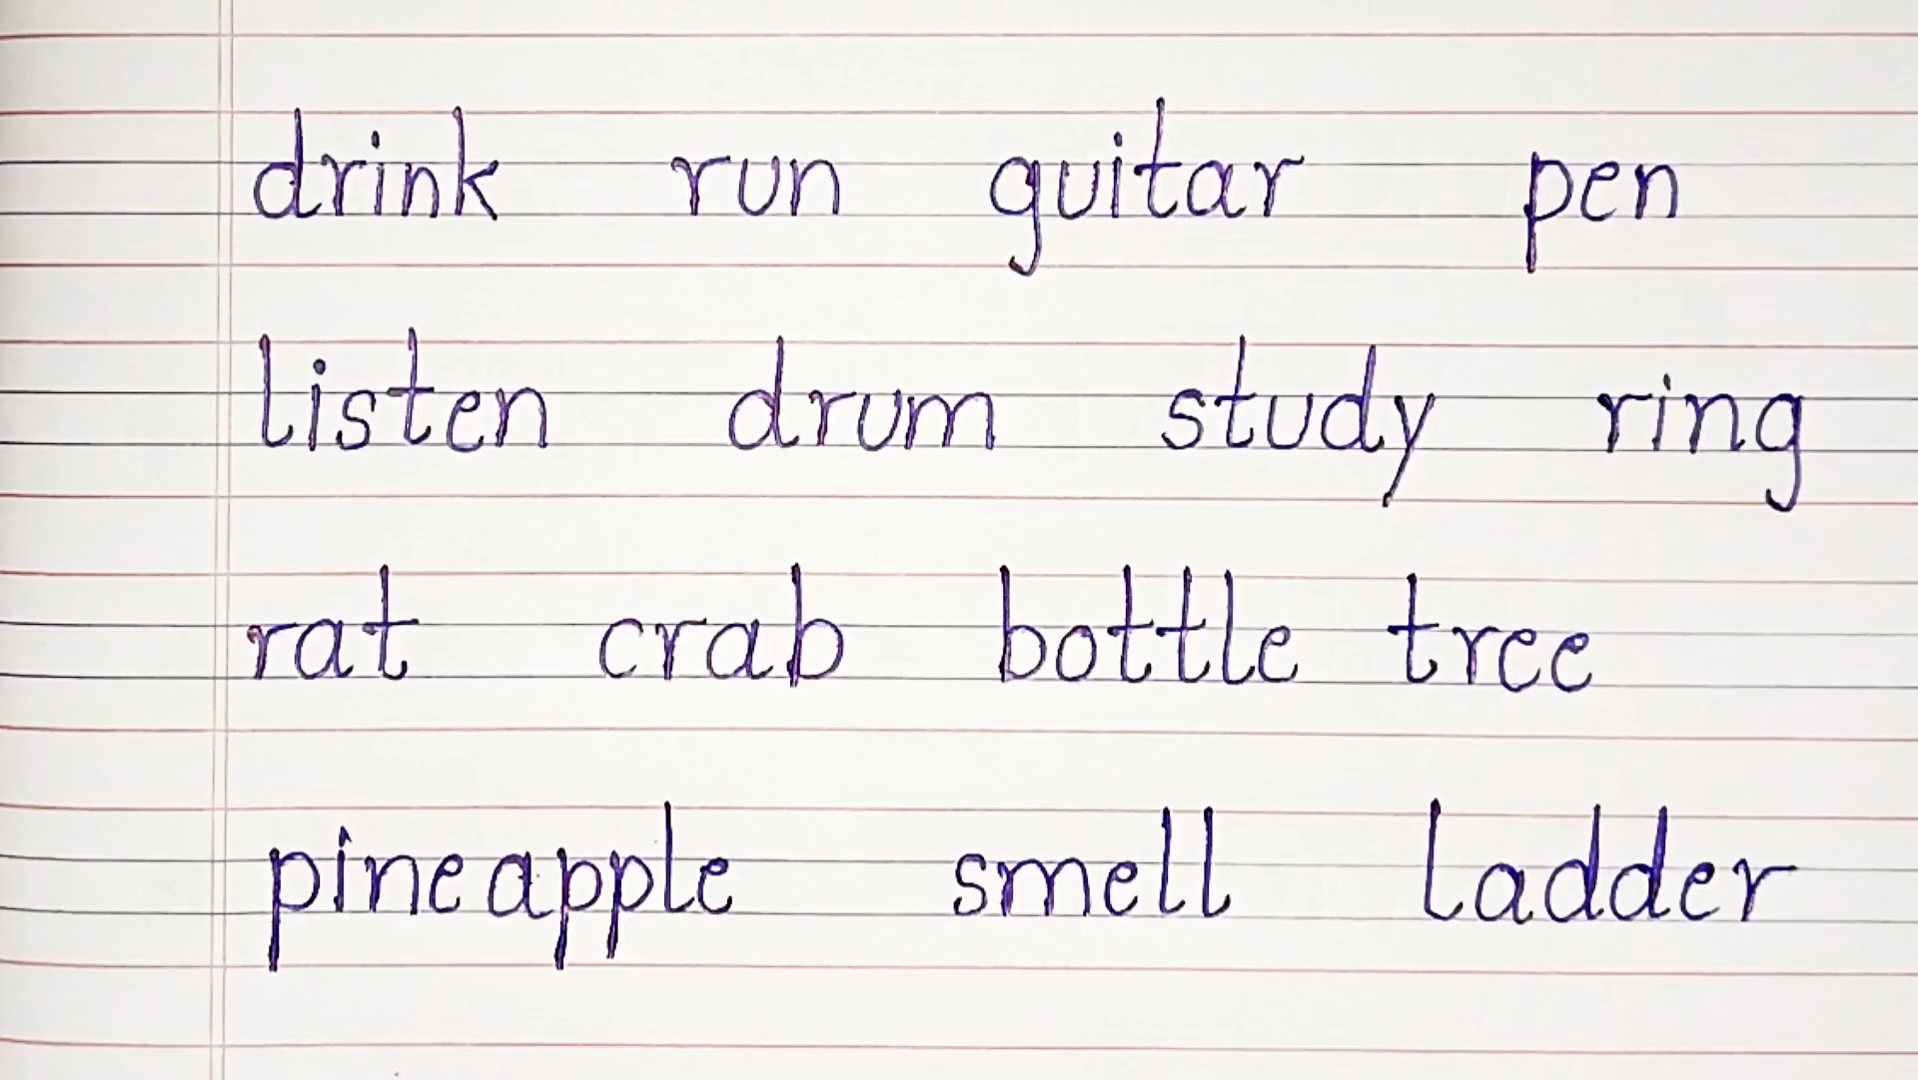 drink run guitar pen
listen drum study ring
rat crab bottle tree
pineapple smell ladder